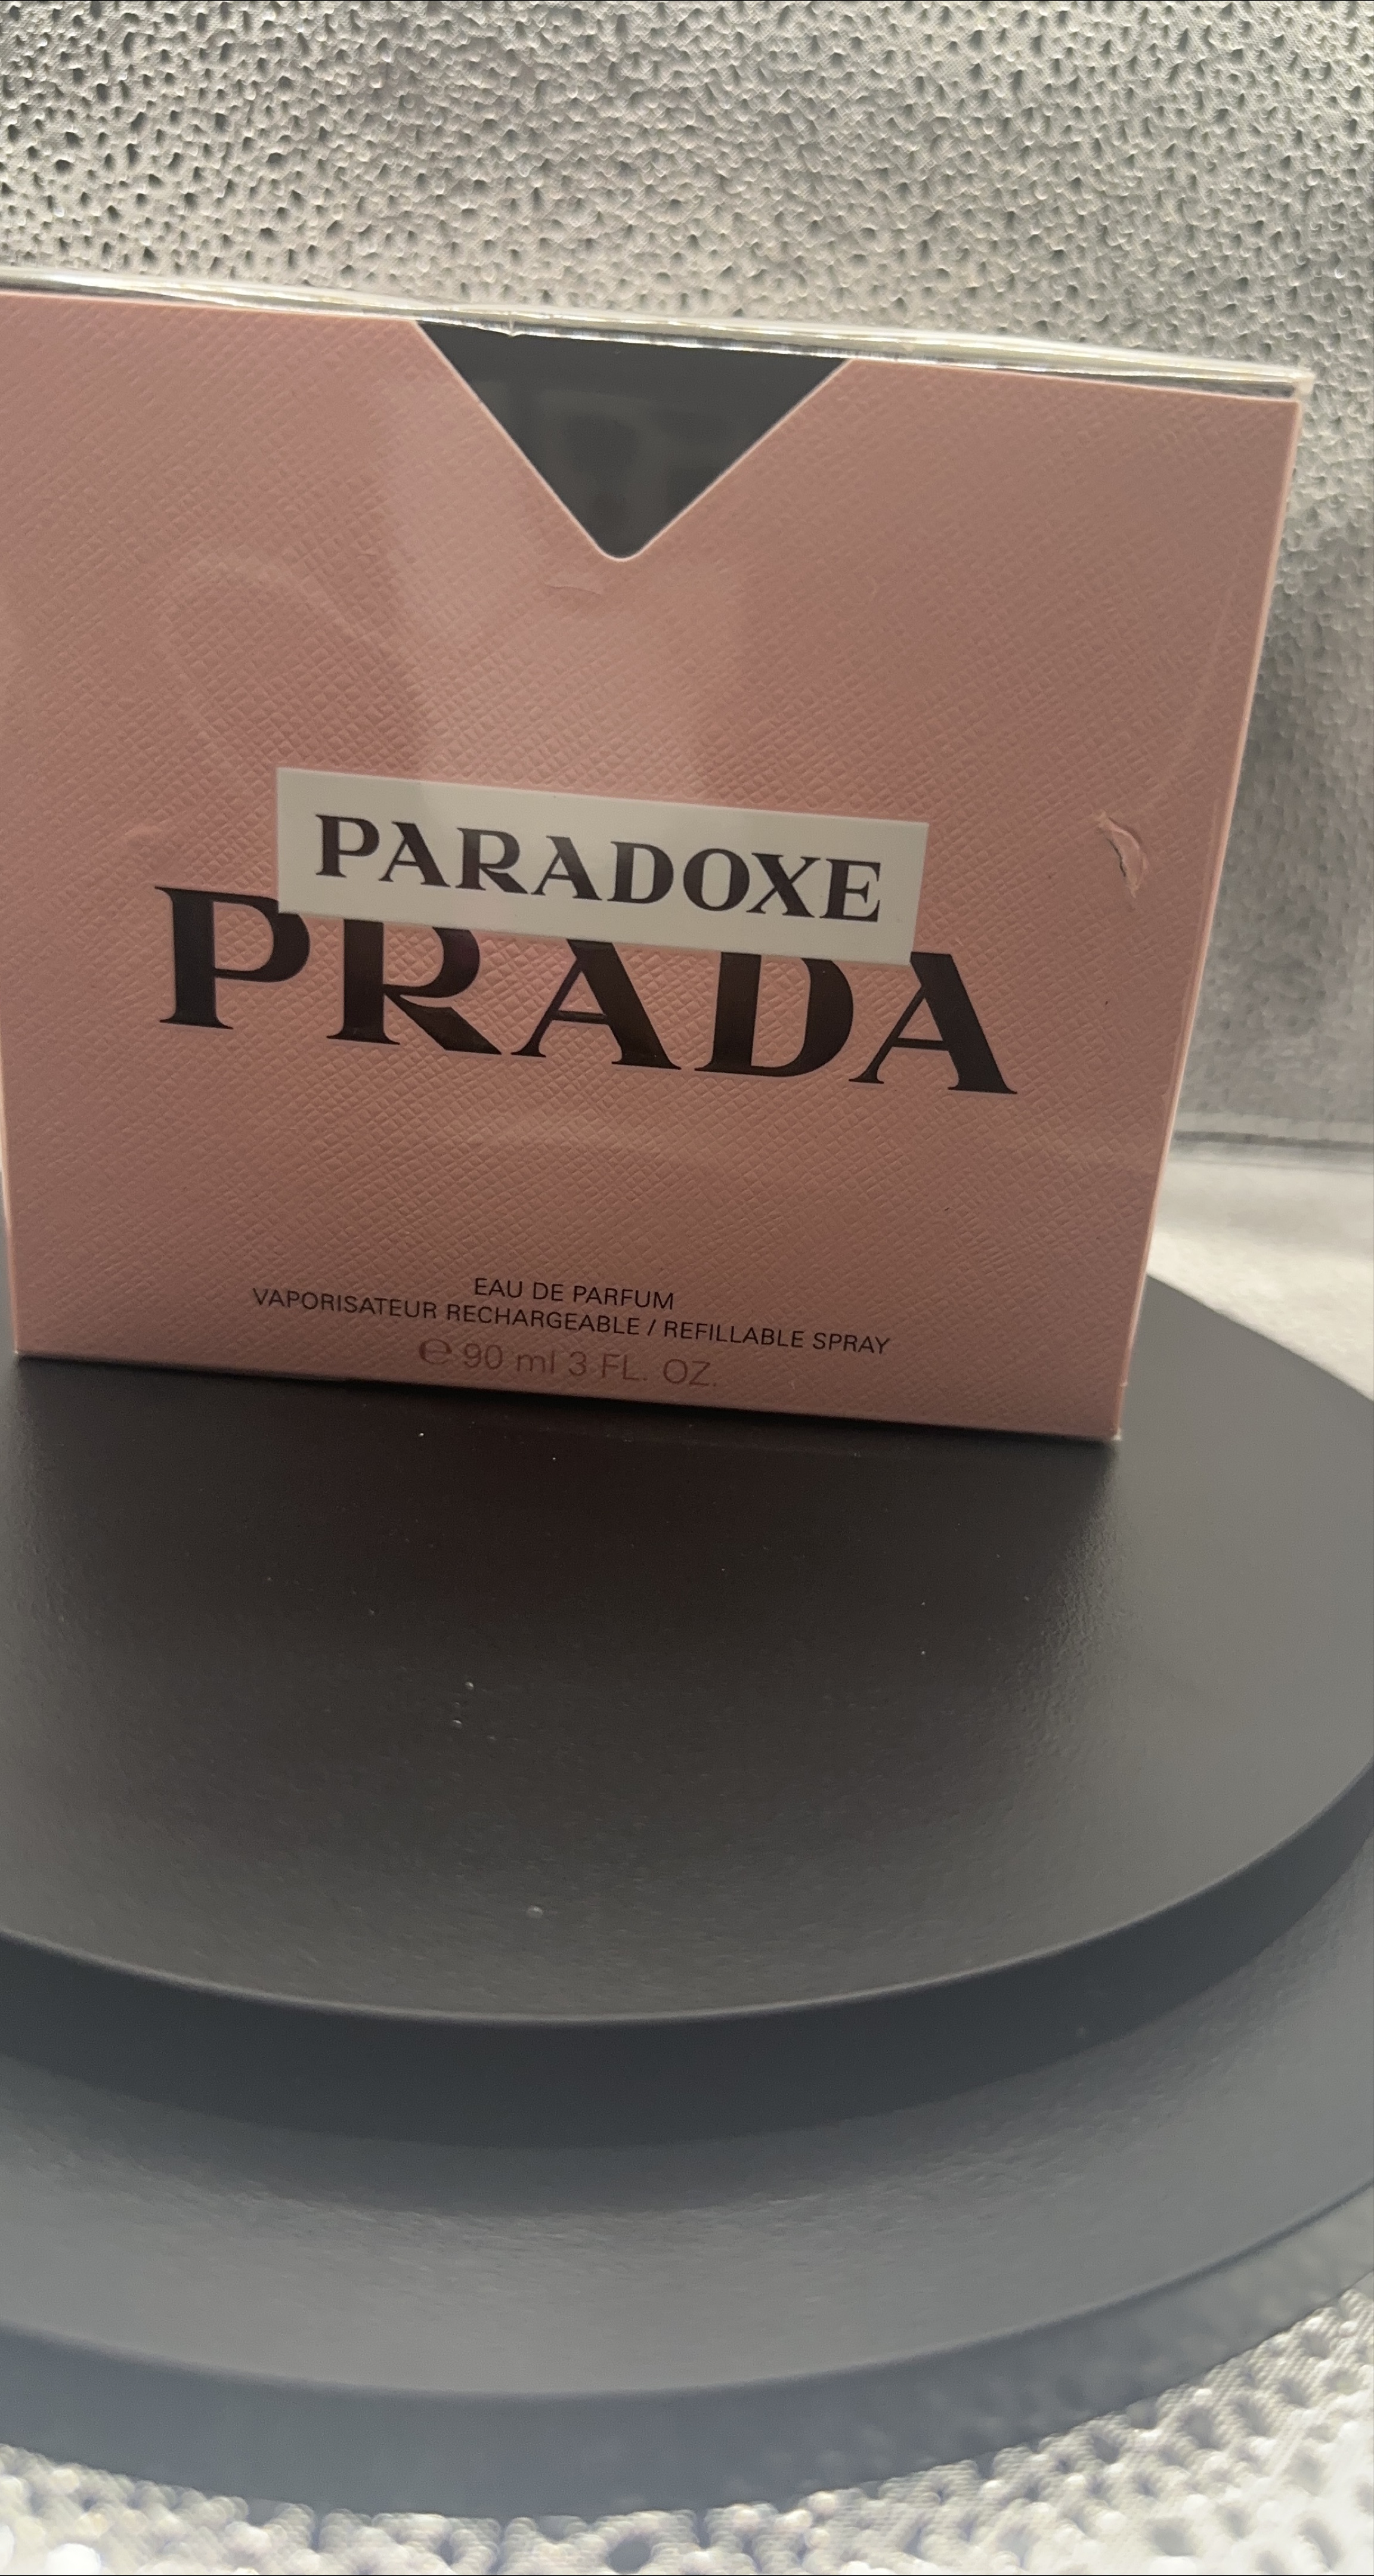 PARADOXE
PRADA
EAU DE PARFUM
VAPORISATEUR RECHARGEABLE / REFILLABLE SPRAY
℮ 90 ml 3 FL. OZ.